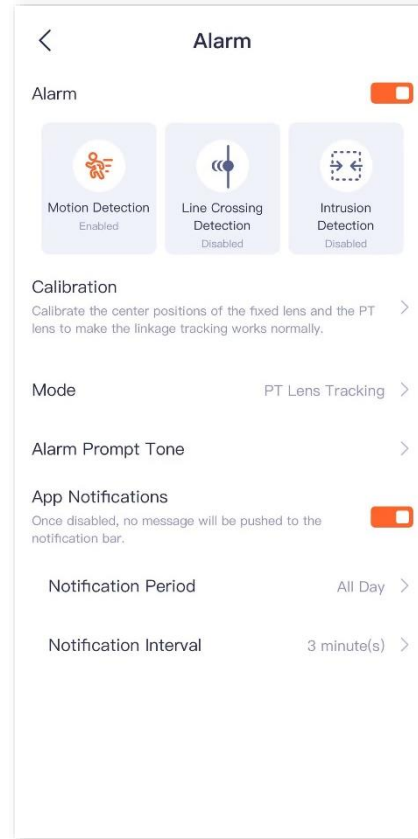 Alarm
Alarm
Motion Detection
Enabled
Line Crossing
Detection
Disabled
Intrusion
Detection
Disabled
Calibration
Calibrate the center positions of the fixed lens and the PT
lens to make the linkage tracking works normally.
Mode PT Lens Tracking
Alarm Prompt Tone
App Notifications
Once disabled, no message will be pushed to the
notification bar.
Notification Period All Day
Notification Interval 3 minute(s)